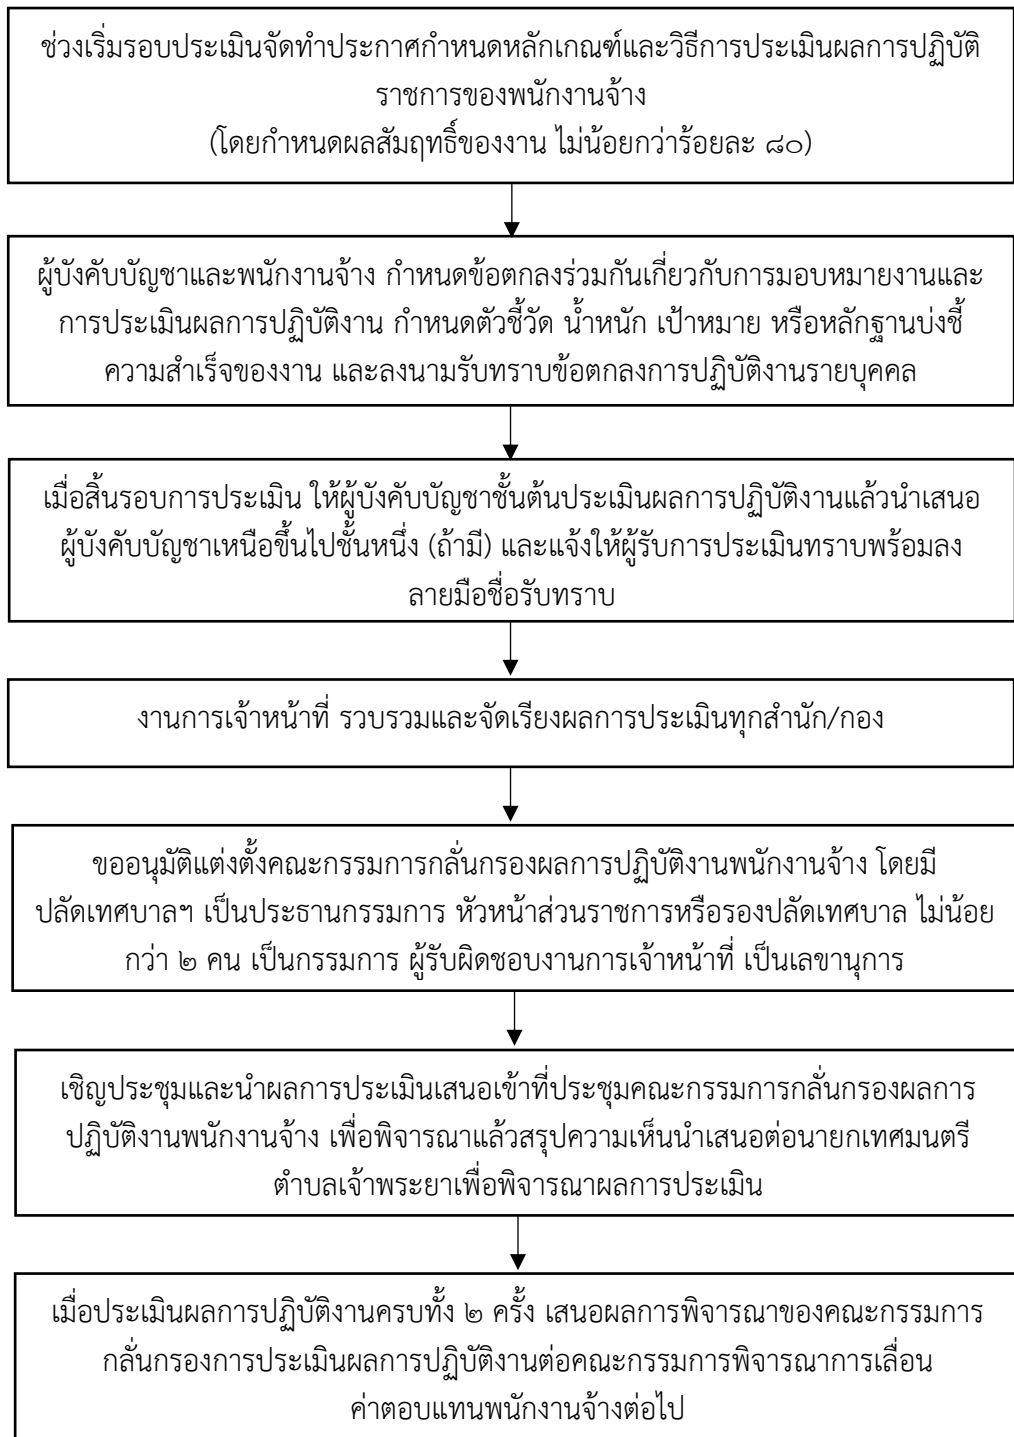 ช่วงเริ่มรอบประเมินจัดทำประกาศกำหนดหลักเกณฑ์และวิธีการประเมินผลการปฏิบัติ
ราชการของพนักงานจ้าง
(โดยกำหนดผลสัมฤทธิ์ของงาน ไม่น้อยกว่าร้อยละ ๘๐)
ผู้บังคับบัญชาและพนักงานจ้าง กำหนดข้อตกลงร่วมกันเกี่ยวกับการมอบหมายงานและ
การประเมินผลการปฏิบัติงาน กำหนดตัวชี้วัด น้ำหนัก เป้าหมาย หรือหลักฐานบ่งชี้
ความสำเร็จของงาน และลงนามรับทราบข้อตกลงการปฏิบัติงานรายบุคคล
เมื่อสิ้นรอบการประเมิน ให้ผู้บังคับบัญชาชั้นต้นประเมินผลการปฏิบัติงานแล้วนำเสนอ
ผู้บังคับบัญชาเหนือขึ้นไปชั้นหนึ่ง (ถ้ามี) และแจ้งให้ผู้รับการประเมินทราบพร้อมลง
ลายมือชื่อรับทราบ
งานการเจ้าหน้าที่ รวบรวมและจัดเรียงผลการประเมินทุกสำนัก/กอง
ขออนุมัติแต่งตั้งคณะกรรมการกลั่นกรองผลการปฏิบัติงานพนักงานจ้าง โดยมี
ปลัดเทศบาลฯ เป็นประธานกรรมการ หัวหน้าส่วนราชการหรือรองปลัดเทศบาล ไม่น้อย
กว่า ๒ คน เป็นกรรมการ ผู้รับผิดชอบงานการเจ้าหน้าที่ เป็นเลขานุการ
เชิญประชุมและนำผลการประเมินเสนอเข้าที่ประชุมคณะกรรมการกลั่นกรองผลการ
ปฏิบัติงานพนักงานจ้าง เพื่อพิจารณาแล้วสรุปความเห็นนำเสนอต่อนายกเทศมนตรี
ตำบลเจ้าพระยาเพื่อพิจารณาผลการประเมิน
เมื่อประเมินผลการปฏิบัติงานครบทั้ง ๒ ครั้ง เสนอผลการพิจารณาของคณะกรรมการ
กลั่นกรองการประเมินผลการปฏิบัติงานต่อคณะกรรมการพิจารณาการเลื่อน
ค่าตอบแทนพนักงานจ้างต่อไป